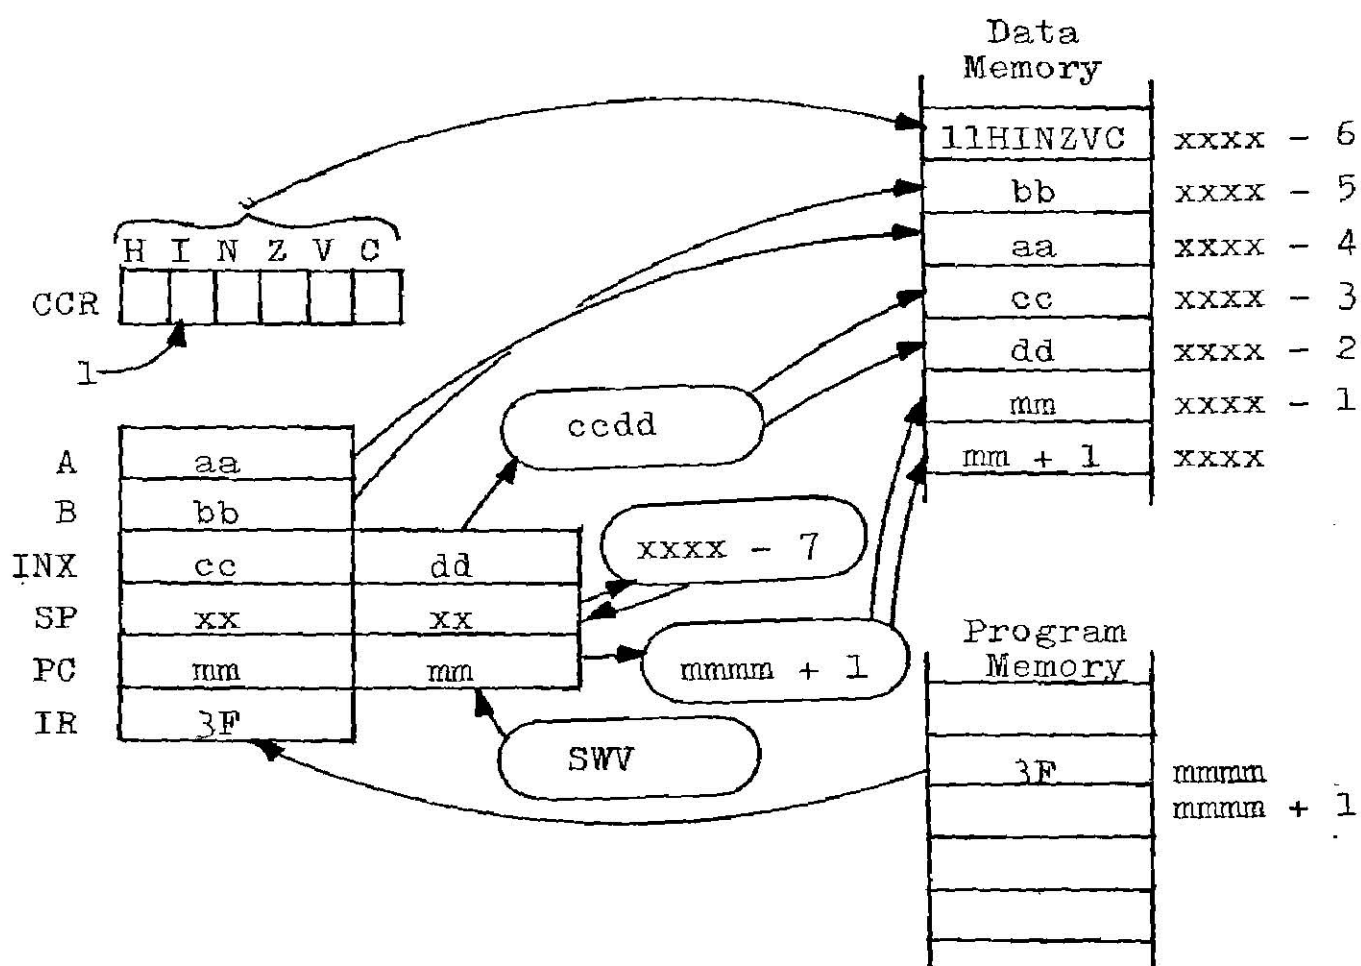 Data
Memory
11HINZVC xxxx - 6
bb xxxx - 5
H I N Z V C
aa xxxx - 4
CCR
cc xxxx - 3
1
dd xxxx - 2
ccdd
mm xxxx - 1
A aa
mm + 1 xxxx
B bb
xxxx - 7
INX cc dd
SP xx xx
Program
Memory
PC mm mm
mmmm + 1
IR 3F
SWV
3F mmmm
mmmm + 1